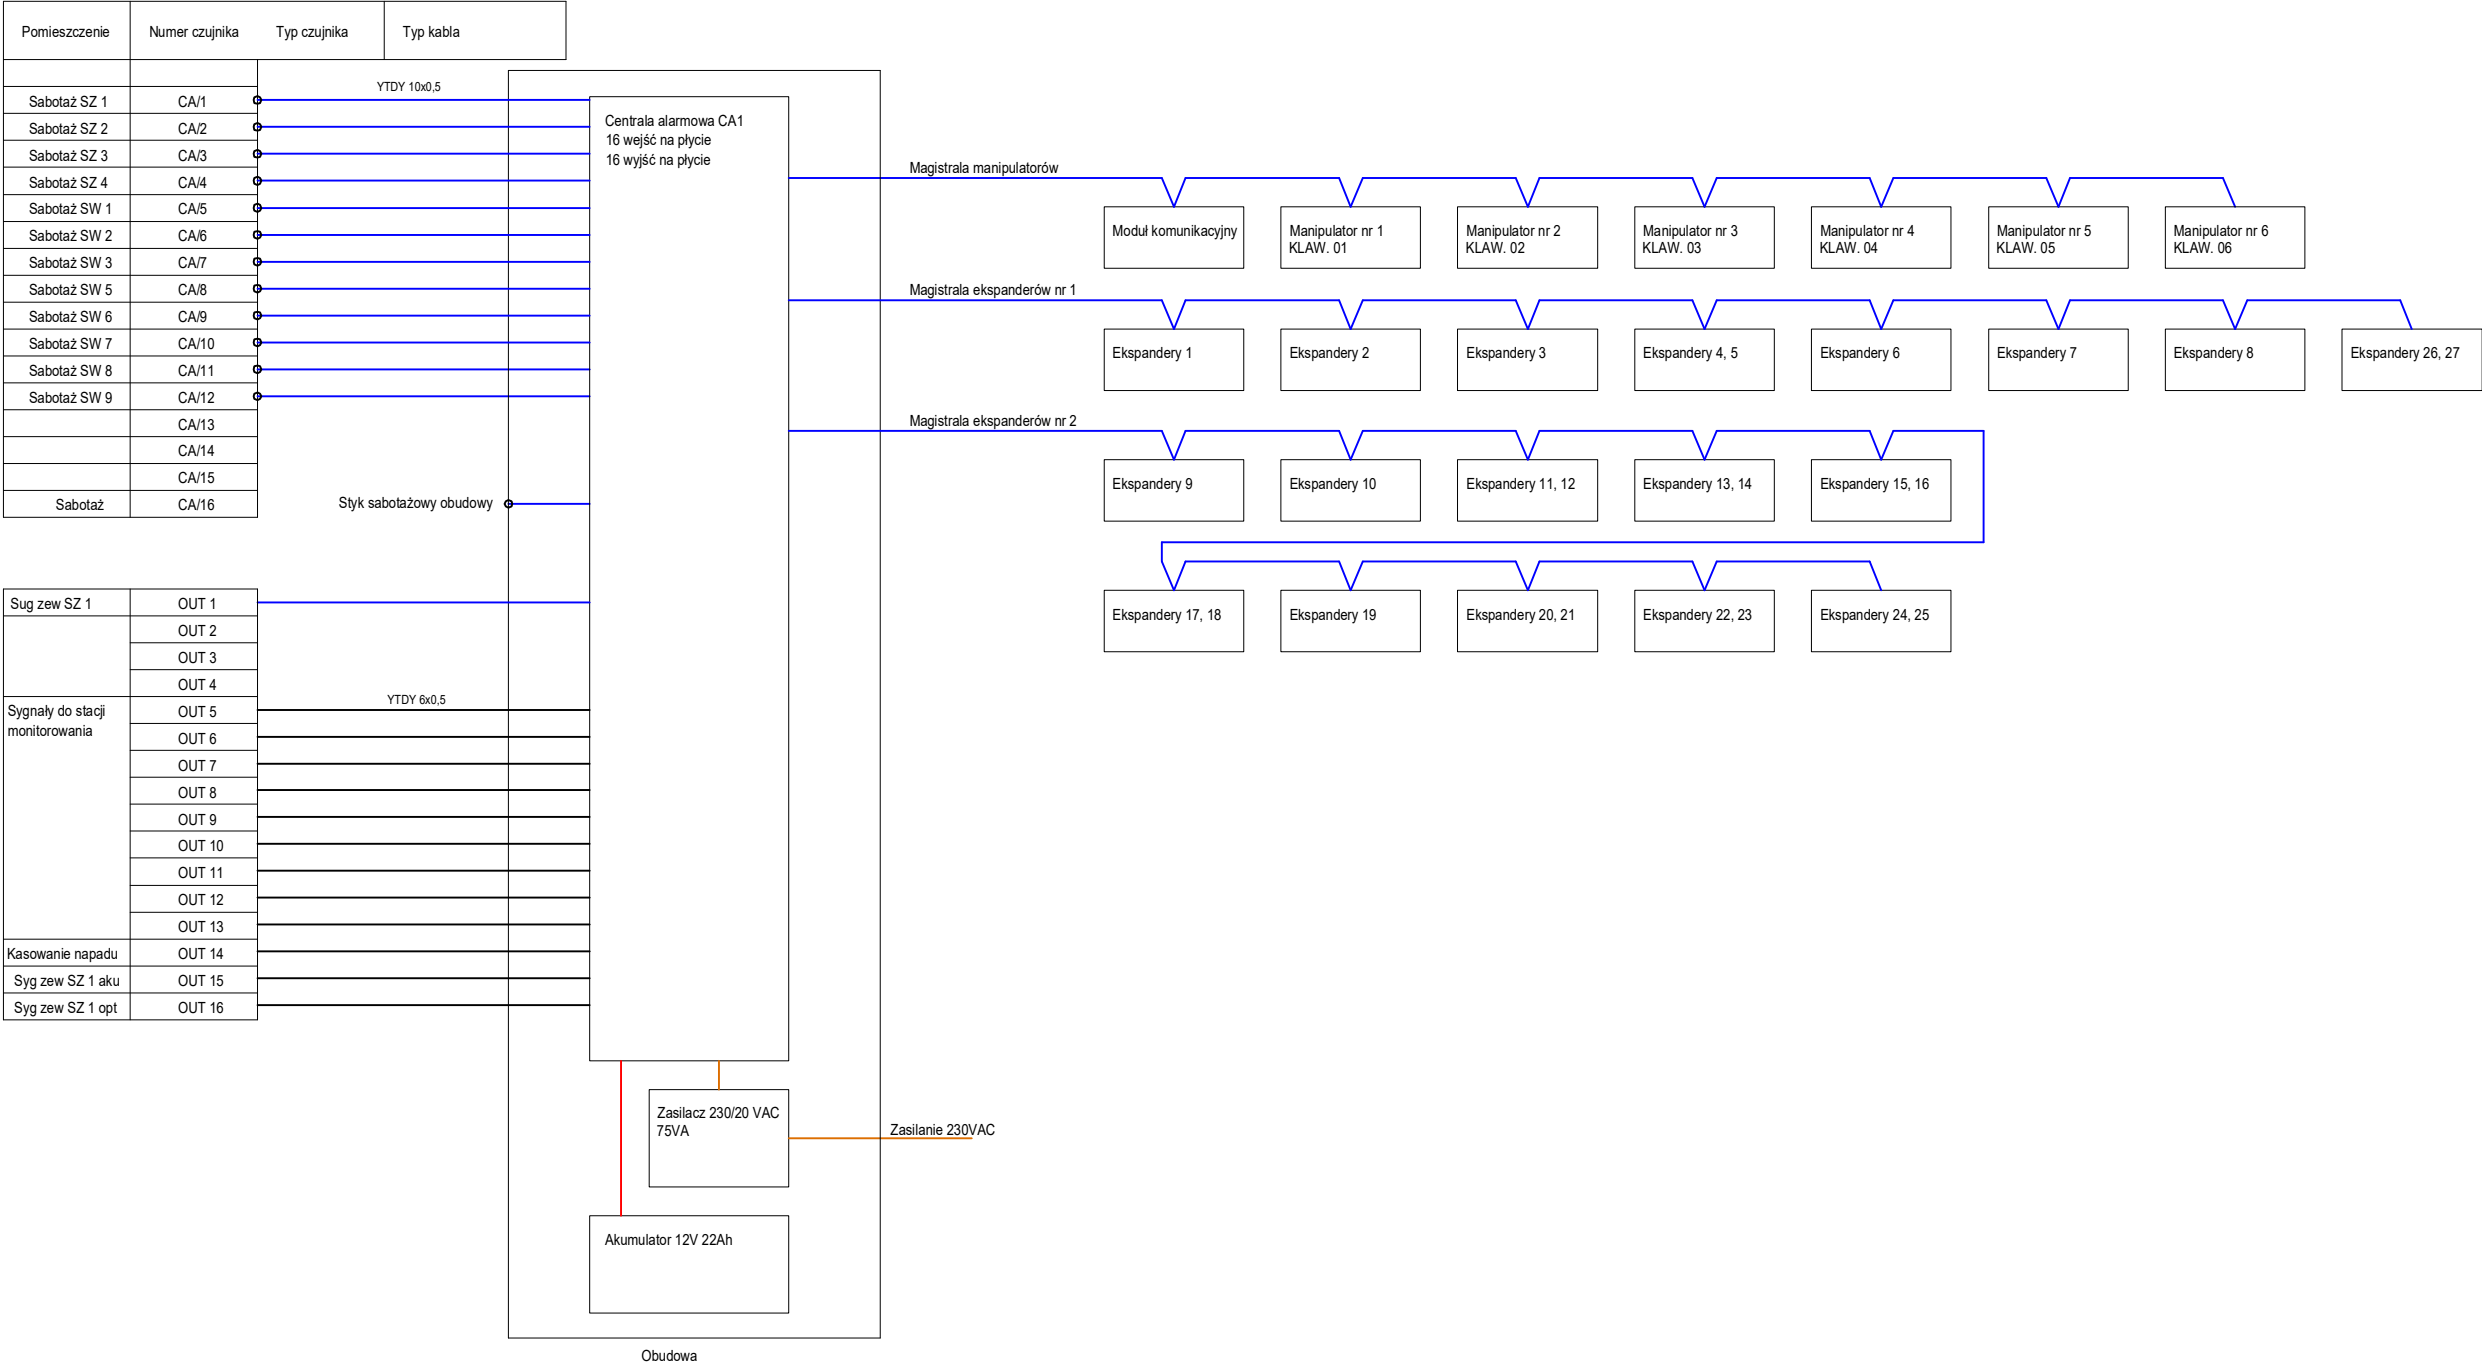 Pomieszczenie Numer czujnika Typ czujnika Typ kabla
YTDY 10x0,5
Sabotaż SZ 1 CA/1
Sabotaż SZ 2 CA/2
Sabotaż SZ 3 CA/3
Sabotaż SZ 4 CA/4
Sabotaż SW 1 CA/5
Sabotaż SW 2 CA/6
Sabotaż SW 3 CA/7
Sabotaż SW 5 CA/8
Sabotaż SW 6 CA/9
Sabotaż SW 7 CA/10
Sabotaż SW 8 CA/11
Sabotaż SW 9 CA/12
CA/13
CA/14
CA/15
Sabotaż CA/16
Styk sabotażowy obudowy
Sug zew SZ 1 OUT 1
OUT 2
OUT 3
OUT 4
YTDY 6x0,5
Sygnały do stacji
monitorowania
OUT 5
OUT 6
OUT 7
OUT 8
OUT 9
OUT 10
OUT 11
OUT 12
OUT 13
Kasowanie napadu OUT 14
Syg zew SZ 1 aku OUT 15
Syg zew SZ 1 opt OUT 16
Centrala alarmowa CA1
16 wejść na płycie
16 wyjść na płycie
Magistrala manipulatorów
Moduł komunikacyjny
Manipulator nr 1
KLAW. 01
Manipulator nr 2
KLAW. 02
Manipulator nr 3
KLAW. 03
Manipulator nr 4
KLAW. 04
Manipulator nr 5
KLAW. 05
Manipulator nr 6
KLAW. 06
Magistrala ekspanderów nr 1
Ekspandery 1
Ekspandery 2
Ekspandery 3
Ekspandery 4, 5
Ekspandery 6
Ekspandery 7
Ekspandery 8
Ekspandery 26, 27
Magistrala ekspanderów nr 2
Ekspandery 9
Ekspandery 10
Ekspandery 11, 12
Ekspandery 13, 14
Ekspandery 15, 16
Ekspandery 17, 18
Ekspandery 19
Ekspandery 20, 21
Ekspandery 22, 23
Ekspandery 24, 25
Zasilacz 230/20 VAC
75VA
Zasilanie 230VAC
Akumulator 12V 22Ah
Obudowa